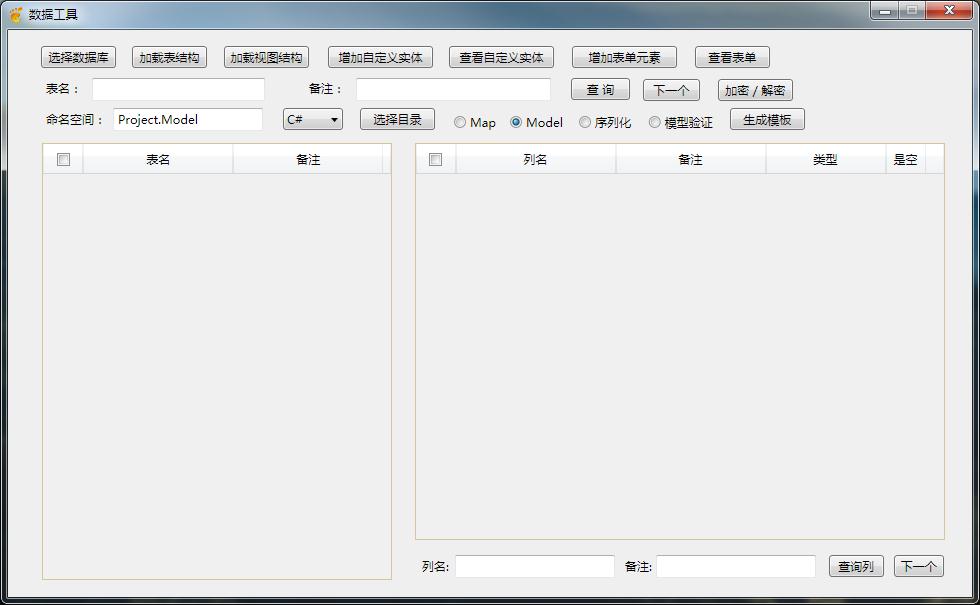 数据工具
选择数据库 加载表结构 加载视图结构 增加自定义实体 查看自定义实体 增加表单元素 查看表单
表名： 备注： 查 询 下一个 加密 / 解密
命名空间： Project.Model C# 选择目录 Map Model 序列化 模型验证 生成模板
表名 备注 列名 备注 类型 是空
列名: 备注: 查询列 下一个